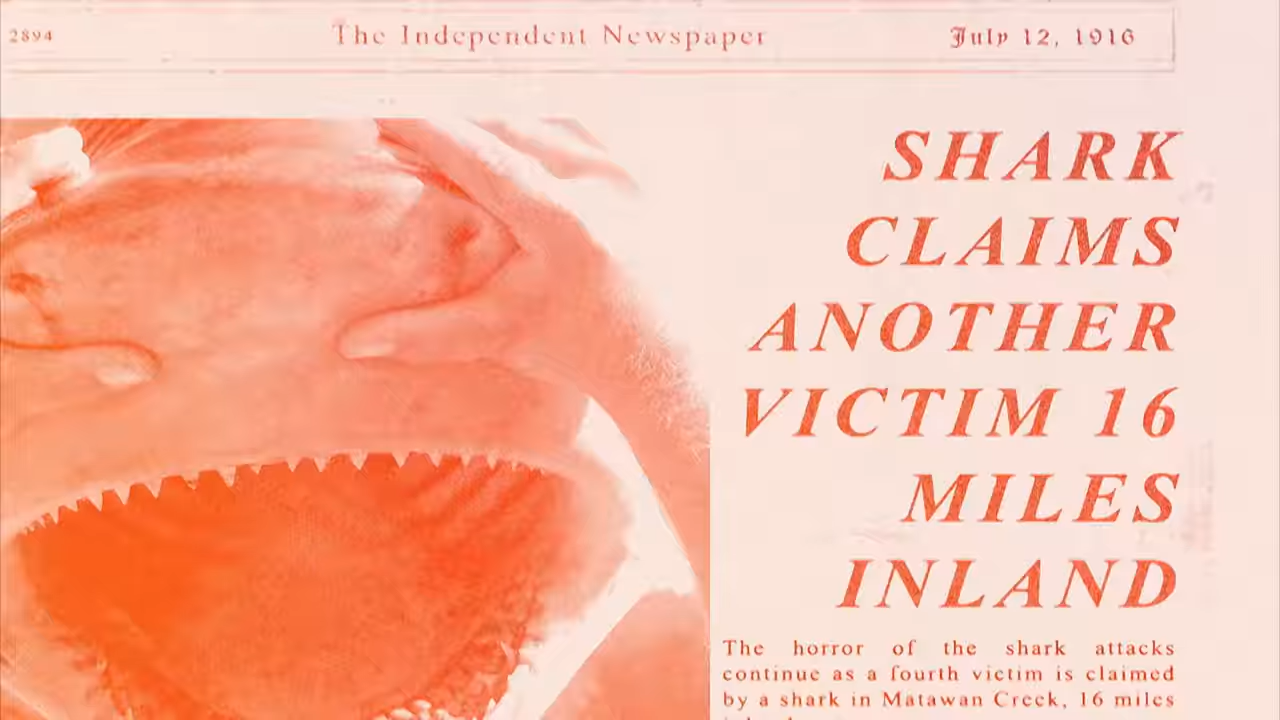 2894
The Independent Newspaper
July 12, 1916
SHARK
CLAIMS
ANOTHER
VICTIM 16
MILES
INLAND
The horror of the shark attacks
continue as a fourth victim is claimed
by a shark in Matawan Creek, 16 miles